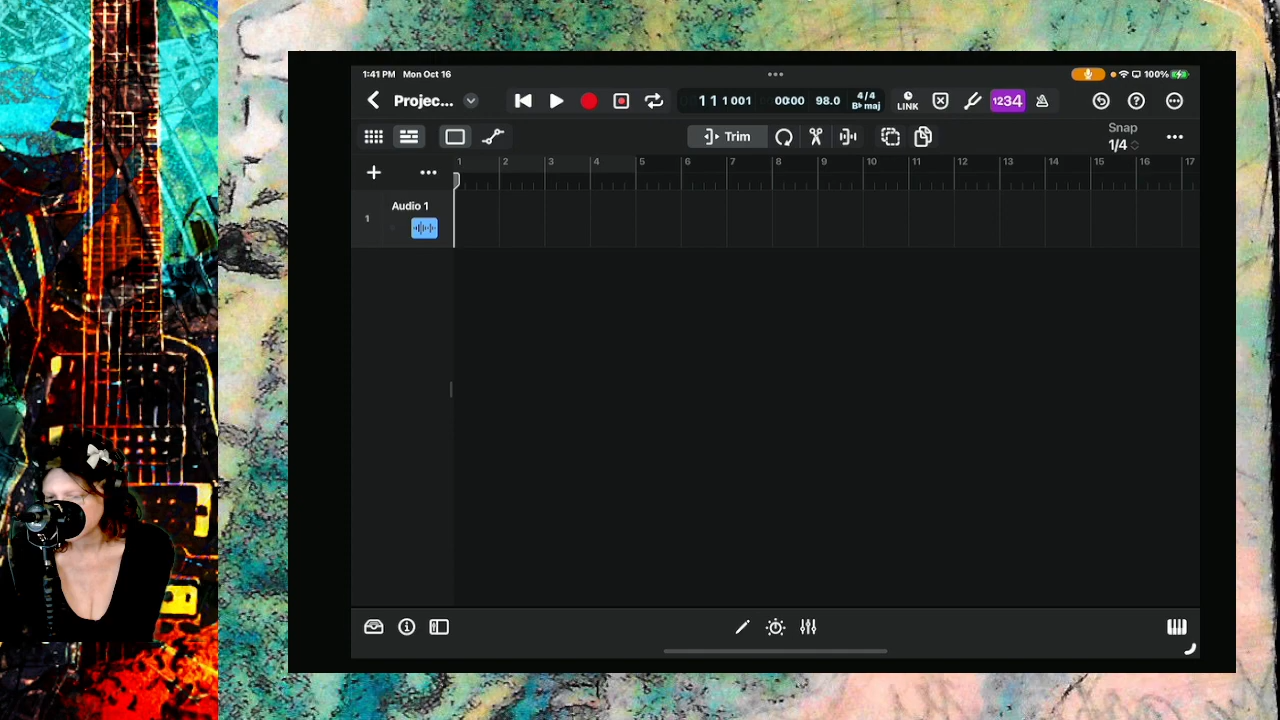 1:41 PM Mon Oct 16
100%
Projec...
1 1 1 001
00:00
98.0
4/4
B♭ maj
LINK
1234
Trim
Snap
1/4
1 2 3 4 5 6 7 8 9 10 11 12 13 14 15 16 17
1
Audio 1